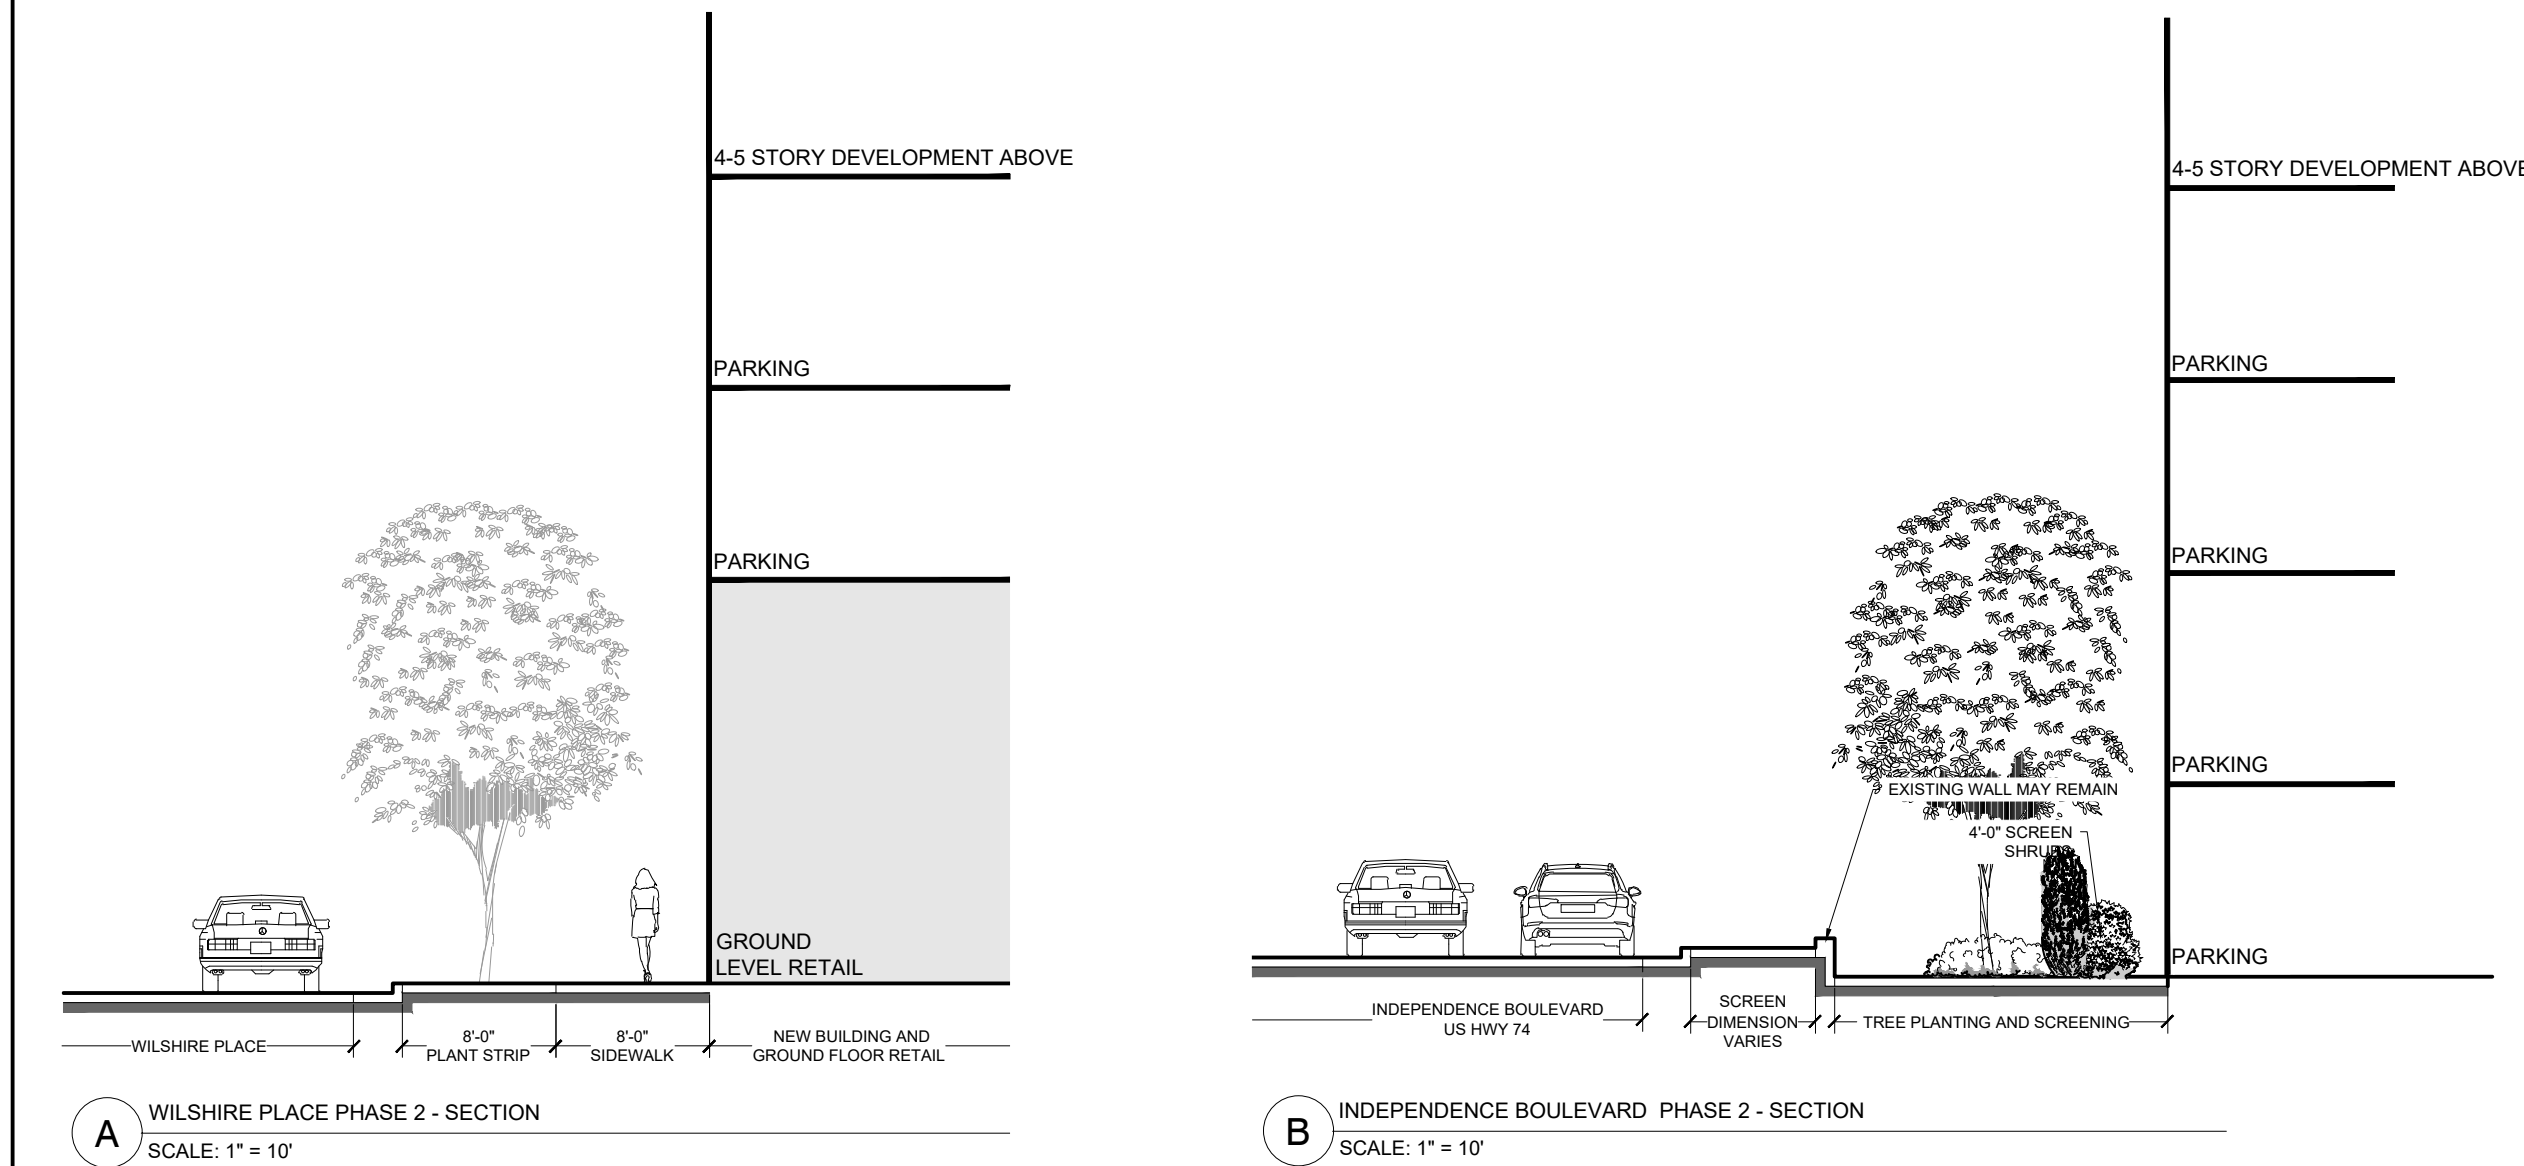 4-5 STORY DEVELOPMENT ABOVE
PARKING
PARKING
GROUND
LEVEL RETAIL
WILSHIRE PLACE
8'-0"
PLANT STRIP
8'-0"
SIDEWALK
NEW BUILDING AND
GROUND FLOOR RETAIL
A
WILSHIRE PLACE PHASE 2 - SECTION
SCALE: 1" = 10'
4-5 STORY DEVELOPMENT ABOVE
PARKING
PARKING
PARKING
EXISTING WALL MAY REMAIN
4'-0" SCREEN
SHRUBS
PARKING
INDEPENDENCE BOULEVARD
US HWY 74
SCREEN
DIMENSION
VARIES
TREE PLANTING AND SCREENING
B
INDEPENDENCE BOULEVARD  PHASE 2 - SECTION
SCALE: 1" = 10'